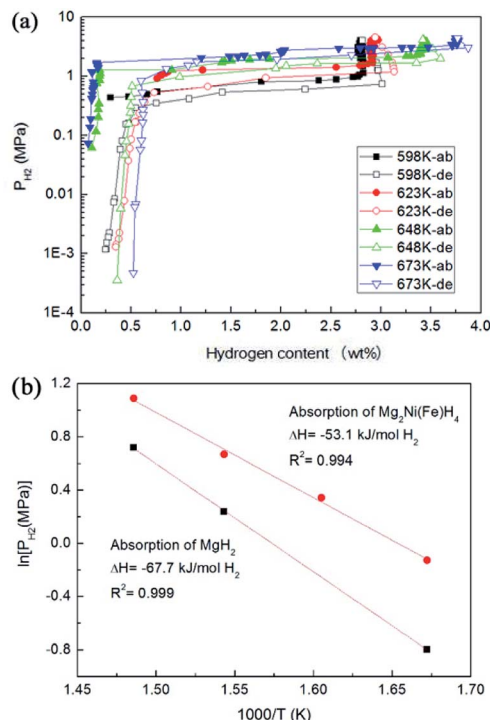 (a)
10
1
0.1
0.01
1E-3
1E-4
P_H2 (MPa)
598K-ab
598K-de
623K-ab
623K-de
648K-ab
648K-de
673K-ab
673K-de
0.0 0.5 1.0 1.5 2.0 2.5 3.0 3.5 4.0
Hydrogen content （wt%）
(b)
1.2
0.8
0.4
0.0
-0.4
-0.8
ln[P_H2(MPa)]
Absorption of Mg2Ni(Fe)H4
ΔH= -53.1 kJ/mol H2
R²= 0.994
Absorption of MgH2
ΔH= -67.7 kJ/mol H2
R²= 0.999
1.45 1.50 1.55 1.60 1.65 1.70
1000/T (K)